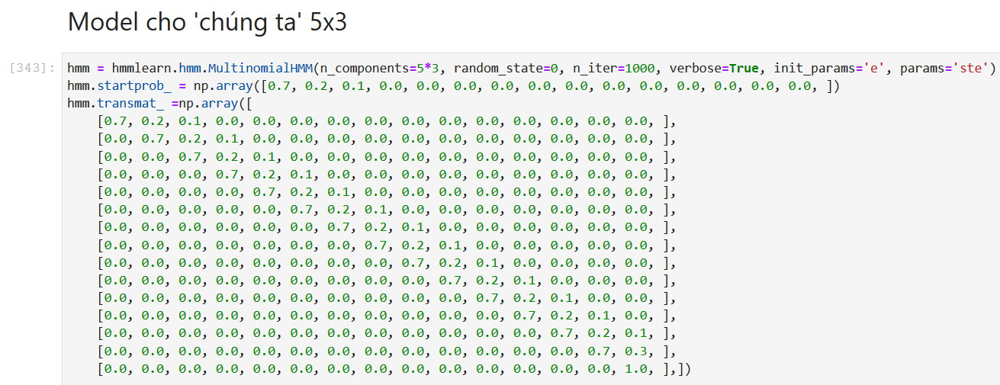 Model cho 'chúng ta' 5x3
[343]: hmm = hmmlearn.hmm.MultinomialHMM(n_components=5*3, random_state=0, n_iter=1000, verbose=True, init_params='e', params='ste')
hmm.startprob_ = np.array([0.7, 0.2, 0.1, 0.0, 0.0, 0.0, 0.0, 0.0, 0.0, 0.0, 0.0, 0.0, 0.0, 0.0, 0.0, ])
hmm.transmat_ =np.array([
[0.7, 0.2, 0.1, 0.0, 0.0, 0.0, 0.0, 0.0, 0.0, 0.0, 0.0, 0.0, 0.0, 0.0, 0.0, ],
[0.0, 0.7, 0.2, 0.1, 0.0, 0.0, 0.0, 0.0, 0.0, 0.0, 0.0, 0.0, 0.0, 0.0, 0.0, ],
[0.0, 0.0, 0.7, 0.2, 0.1, 0.0, 0.0, 0.0, 0.0, 0.0, 0.0, 0.0, 0.0, 0.0, 0.0, ],
[0.0, 0.0, 0.0, 0.7, 0.2, 0.1, 0.0, 0.0, 0.0, 0.0, 0.0, 0.0, 0.0, 0.0, 0.0, ],
[0.0, 0.0, 0.0, 0.0, 0.7, 0.2, 0.1, 0.0, 0.0, 0.0, 0.0, 0.0, 0.0, 0.0, 0.0, ],
[0.0, 0.0, 0.0, 0.0, 0.0, 0.7, 0.2, 0.1, 0.0, 0.0, 0.0, 0.0, 0.0, 0.0, 0.0, ],
[0.0, 0.0, 0.0, 0.0, 0.0, 0.0, 0.7, 0.2, 0.1, 0.0, 0.0, 0.0, 0.0, 0.0, 0.0, ],
[0.0, 0.0, 0.0, 0.0, 0.0, 0.0, 0.0, 0.7, 0.2, 0.1, 0.0, 0.0, 0.0, 0.0, 0.0, ],
[0.0, 0.0, 0.0, 0.0, 0.0, 0.0, 0.0, 0.0, 0.7, 0.2, 0.1, 0.0, 0.0, 0.0, 0.0, ],
[0.0, 0.0, 0.0, 0.0, 0.0, 0.0, 0.0, 0.0, 0.0, 0.7, 0.2, 0.1, 0.0, 0.0, 0.0, ],
[0.0, 0.0, 0.0, 0.0, 0.0, 0.0, 0.0, 0.0, 0.0, 0.0, 0.7, 0.2, 0.1, 0.0, 0.0, ],
[0.0, 0.0, 0.0, 0.0, 0.0, 0.0, 0.0, 0.0, 0.0, 0.0, 0.0, 0.7, 0.2, 0.1, 0.0, ],
[0.0, 0.0, 0.0, 0.0, 0.0, 0.0, 0.0, 0.0, 0.0, 0.0, 0.0, 0.0, 0.7, 0.2, 0.1, ],
[0.0, 0.0, 0.0, 0.0, 0.0, 0.0, 0.0, 0.0, 0.0, 0.0, 0.0, 0.0, 0.0, 0.7, 0.3, ],
[0.0, 0.0, 0.0, 0.0, 0.0, 0.0, 0.0, 0.0, 0.0, 0.0, 0.0, 0.0, 0.0, 0.0, 1.0, ],])